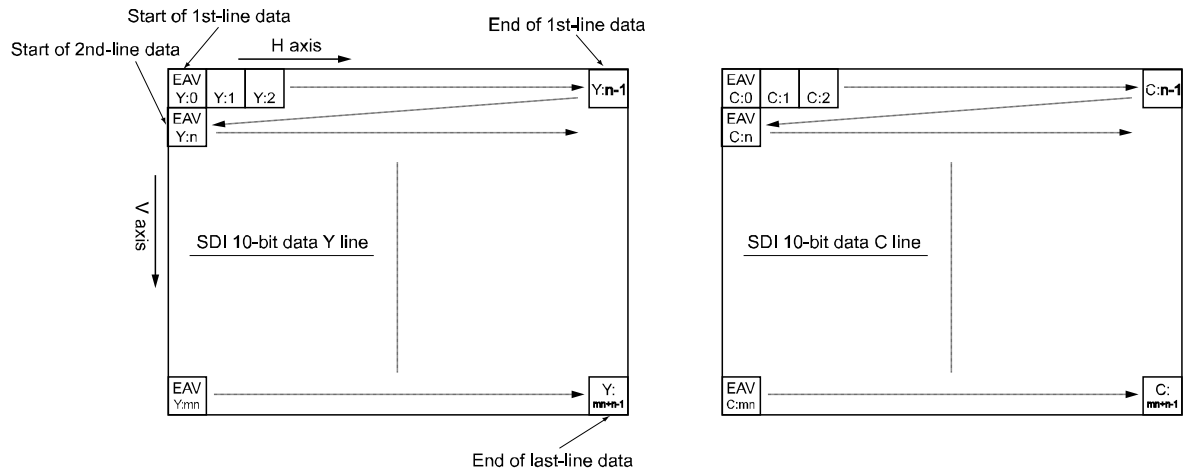 Start of 1st-line data
End of 1st-line data
Start of 2nd-line data
H axis
EAV
Y:0
Y:1
Y:2
Y:n-1
EAV
Y:n
V axis
SDI 10-bit data Y line
EAV
Y:mn
Y:
mn+n-1
End of last-line data
EAV
C:0
C:1
C:2
C:n-1
EAV
C:n
SDI 10-bit data C line
EAV
C:mn
C:
mn+n-1